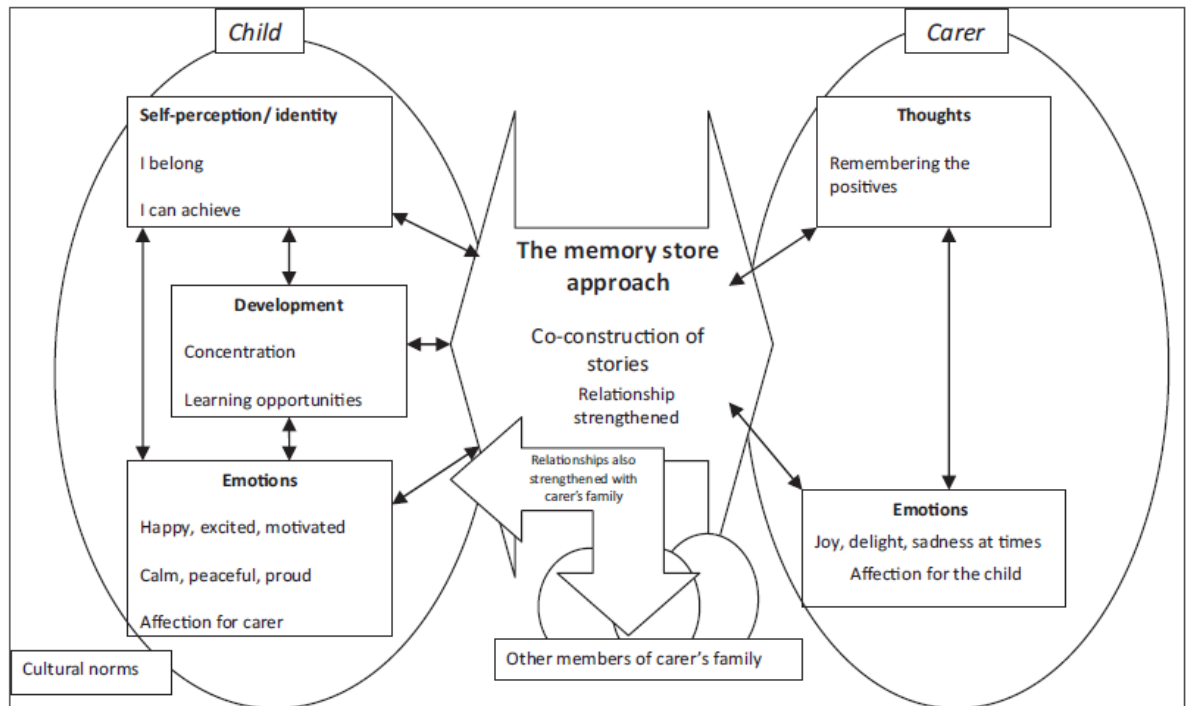 Child
Carer
Self-perception/ identity
I belong
I can achieve
Development
Concentration
Learning opportunities
Emotions
Happy, excited, motivated
Calm, peaceful, proud
Affection for carer
Cultural norms
The memory store
approach
Co-construction of
stories
Relationship
strengthened
Relationships also
strengthened with
carer's family
Other members of carer's family
Thoughts
Remembering the
positives
Emotions
Joy, delight, sadness at times
Affection for the child